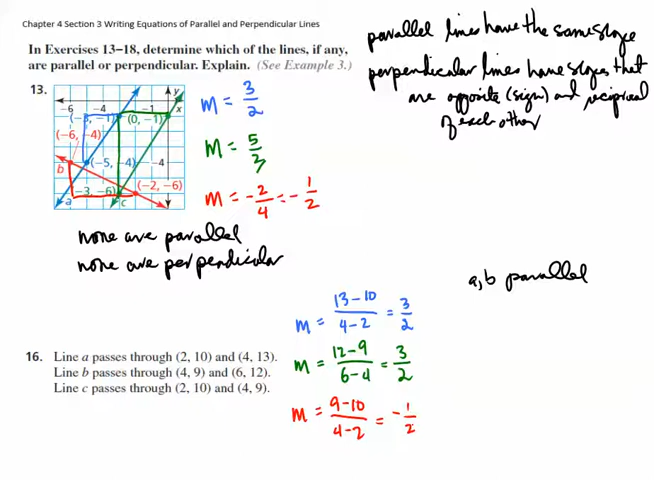 Chapter 4 Section 3 Writing Equations of Parallel and Perpendicular Lines
parallel lines have the same slope
perpendicular lines have slopes that
are opposite (sign) and reciprocal
of each other
In Exercises 13–18, determine which of the lines, if any,
are parallel or perpendicular. Explain. (See Example 3.)
13.
y
x
-6 -4 -1
(0, -1)
(-6, -4)
(-5, -4)
-4
b
(-3, -6)
(-2, -6)
a
c
m = 3/2
m = 5/3
m = -2/4 = -1/2
none are parallel
none are perpendicular
a, b parallel
16. Line a passes through (2, 10) and (4, 13).
Line b passes through (4, 9) and (6, 12).
Line c passes through (2, 10) and (4, 9).
m = 13-10/4-2 = 3/2
m = 12-9/6-4 = 3/2
m = 9-10/4-2 = -1/2